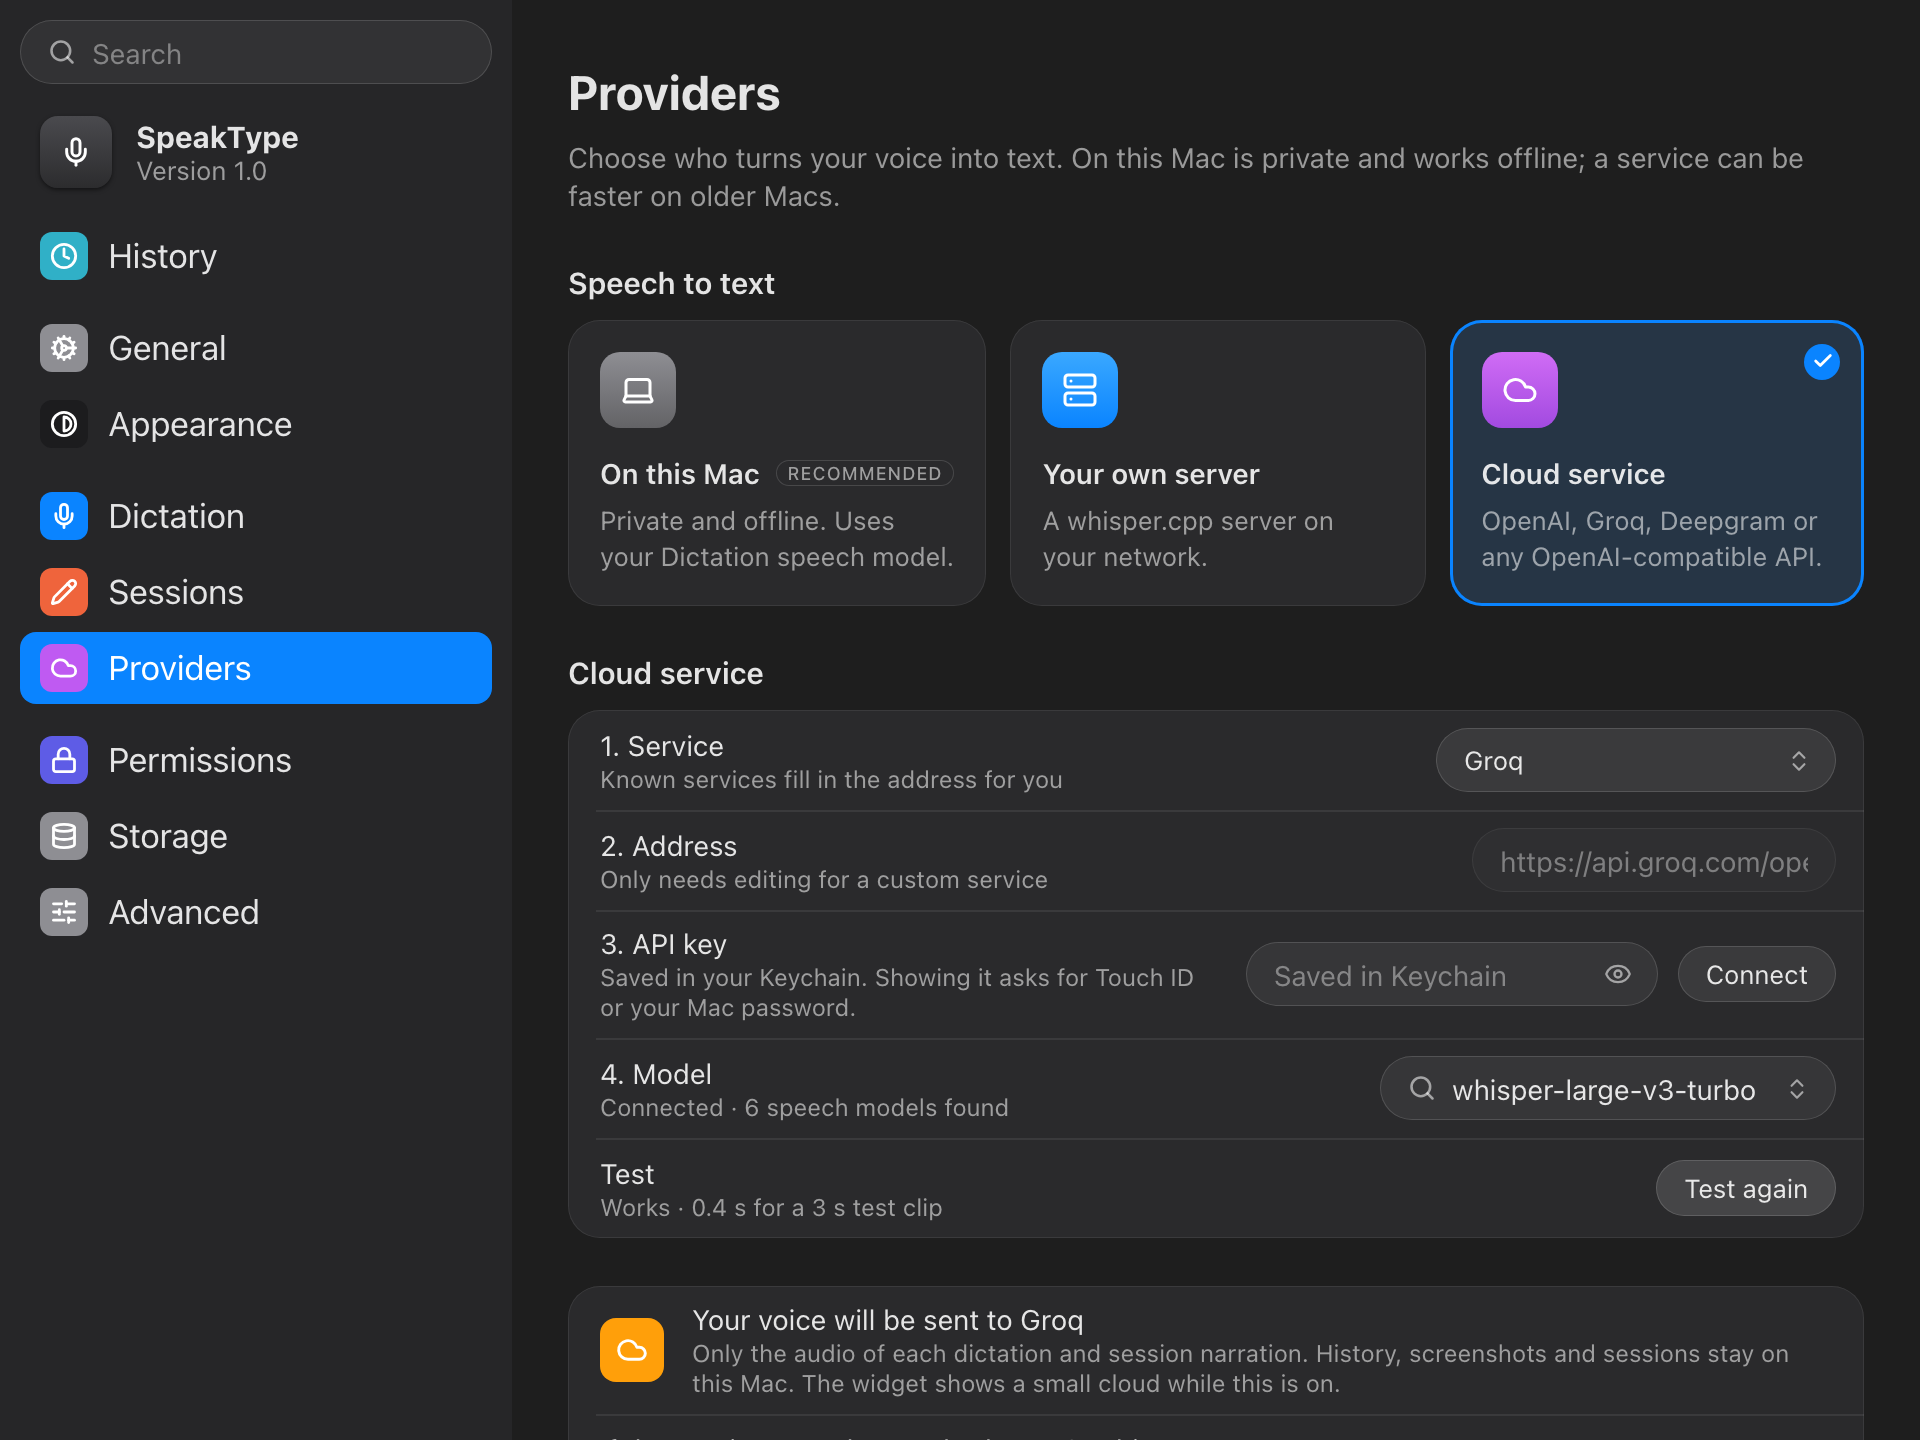 Search
SpeakType
Version 1.0
History
General
Appearance
Dictation
Sessions
Providers
Permissions
Storage
Advanced
Providers
Choose who turns your voice into text. On this Mac is private and works offline; a service can be
faster on older Macs.
Speech to text
On this Mac RECOMMENDED
Private and offline. Uses
your Dictation speech model.
Your own server
A whisper.cpp server on
your network.
Cloud service
OpenAI, Groq, Deepgram or
any OpenAI-compatible API.
Cloud service
1. Service
Known services fill in the address for you
Groq
2. Address
Only needs editing for a custom service
https://api.groq.com/ope
3. API key
Saved in your Keychain. Showing it asks for Touch ID
or your Mac password.
Saved in Keychain
Connect
4. Model
Connected · 6 speech models found
whisper-large-v3-turbo
Test
Works · 0.4 s for a 3 s test clip
Test again
Your voice will be sent to Groq
Only the audio of each dictation and session narration. History, screenshots and sessions stay on
this Mac. The widget shows a small cloud while this is on.